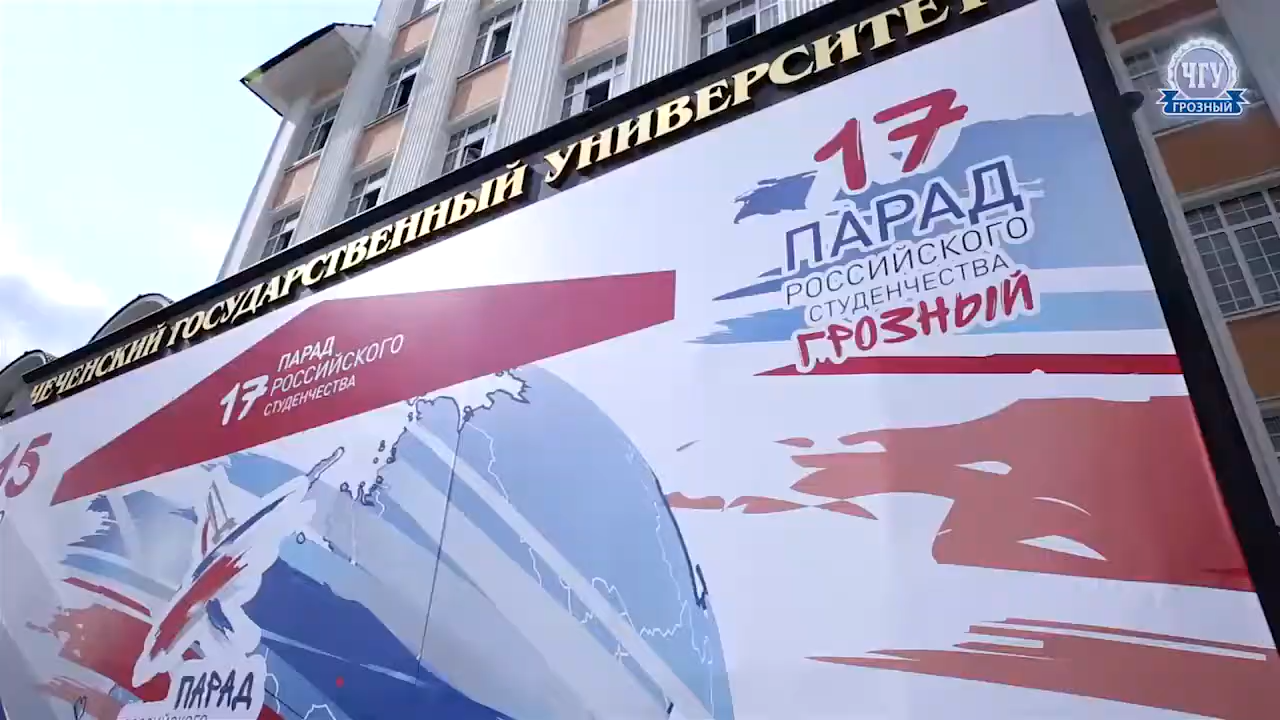 ЧЕЧЕНСКИЙ ГОСУДАРСТВЕННЫЙ УНИВЕРСИТЕТ
ЧГУ
ГРОЗНЫЙ
17
ПАРАД
РОССИЙСКОГО
СТУДЕНЧЕСТВА
ГРОЗНЫЙ
ПАРАД
17 РОССИЙСКОГО
СТУДЕНЧЕСТВА
15
ПАРАД